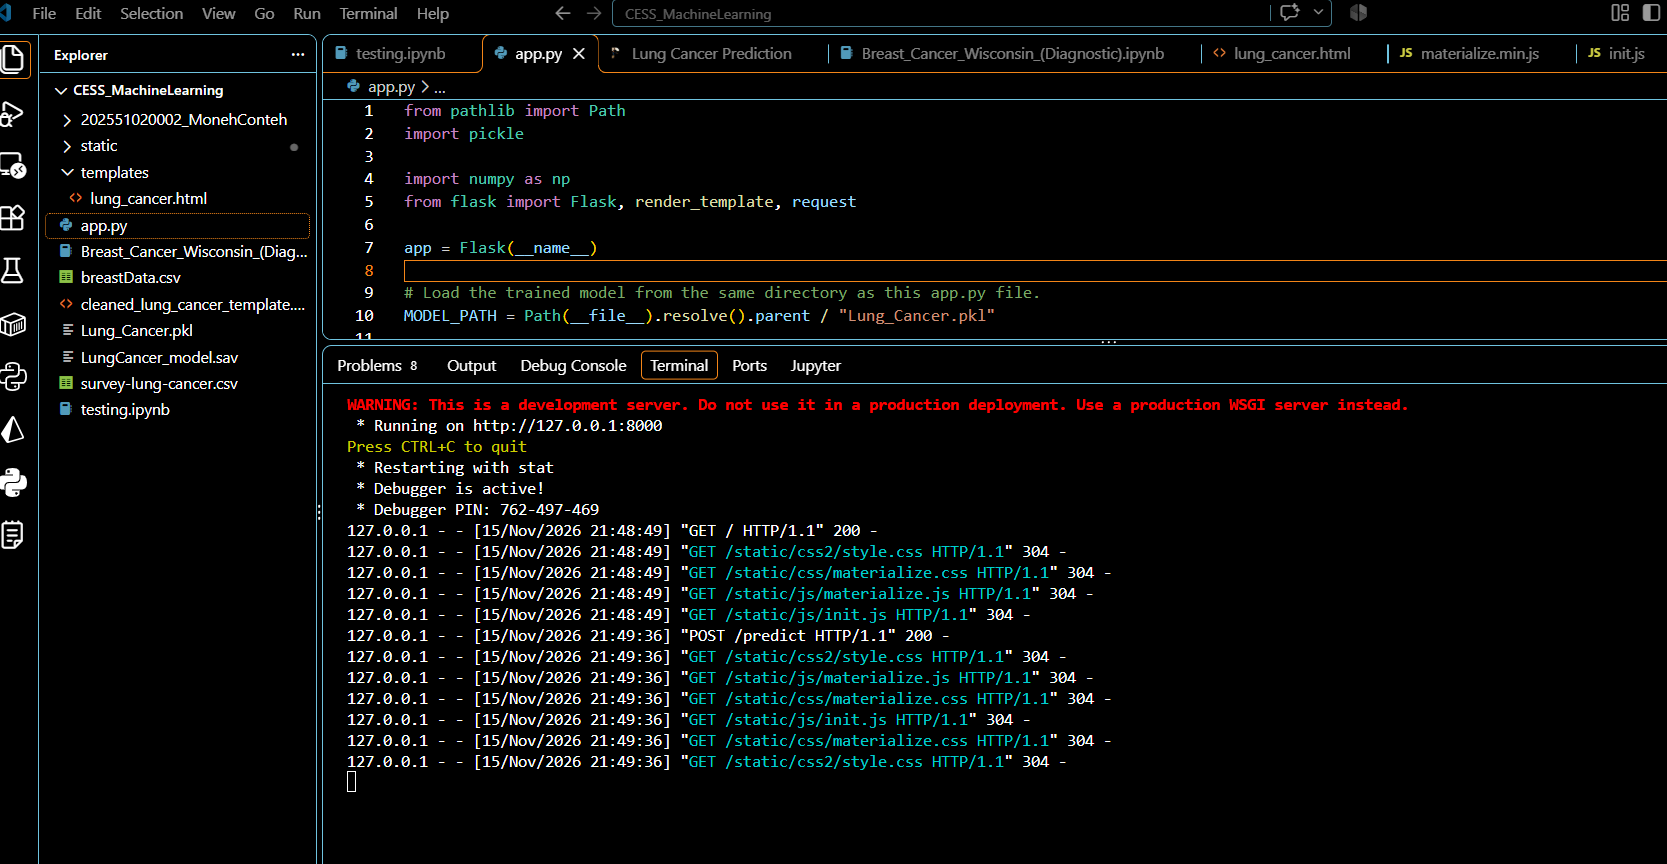 File Edit Selection View Go Run Terminal Help
CESS_MachineLearning
Explorer
CESS_MachineLearning
202551020002_MonehConteh
static
templates
lung_cancer.html
app.py
Breast_Cancer_Wisconsin_(Diag...
breastData.csv
cleaned_lung_cancer_template....
Lung_Cancer.pkl
LungCancer_model.sav
survey-lung-cancer.csv
testing.ipynb
testing.ipynb app.py Lung Cancer Prediction Breast_Cancer_Wisconsin_(Diagnostic).ipynb lung_cancer.html JS materialize.min.js JS init.js
app.py > ...
1 from pathlib import Path
2 import pickle
3
4 import numpy as np
5 from flask import Flask, render_template, request
6
7 app = Flask(__name__)
8
9 # Load the trained model from the same directory as this app.py file.
10 MODEL_PATH = Path(__file__).resolve().parent / "Lung_Cancer.pkl"
11
Problems 8 Output Debug Console Terminal Ports Jupyter
WARNING: This is a development server. Do not use it in a production deployment. Use a production WSGI server instead.
* Running on http://127.0.0.1:8000
Press CTRL+C to quit
* Restarting with stat
* Debugger is active!
* Debugger PIN: 762-497-469
127.0.0.1 - - [15/Nov/2026 21:48:49] "GET / HTTP/1.1" 200 -
127.0.0.1 - - [15/Nov/2026 21:48:49] "GET /static/css2/style.css HTTP/1.1" 304 -
127.0.0.1 - - [15/Nov/2026 21:48:49] "GET /static/css/materialize.css HTTP/1.1" 304 -
127.0.0.1 - - [15/Nov/2026 21:48:49] "GET /static/js/materialize.js HTTP/1.1" 304 -
127.0.0.1 - - [15/Nov/2026 21:48:49] "GET /static/js/init.js HTTP/1.1" 304 -
127.0.0.1 - - [15/Nov/2026 21:49:36] "POST /predict HTTP/1.1" 200 -
127.0.0.1 - - [15/Nov/2026 21:49:36] "GET /static/css2/style.css HTTP/1.1" 304 -
127.0.0.1 - - [15/Nov/2026 21:49:36] "GET /static/js/materialize.js HTTP/1.1" 304 -
127.0.0.1 - - [15/Nov/2026 21:49:36] "GET /static/css/materialize.css HTTP/1.1" 304 -
127.0.0.1 - - [15/Nov/2026 21:49:36] "GET /static/js/init.js HTTP/1.1" 304 -
127.0.0.1 - - [15/Nov/2026 21:49:36] "GET /static/css/materialize.css HTTP/1.1" 304 -
127.0.0.1 - - [15/Nov/2026 21:49:36] "GET /static/css2/style.css HTTP/1.1" 304 -